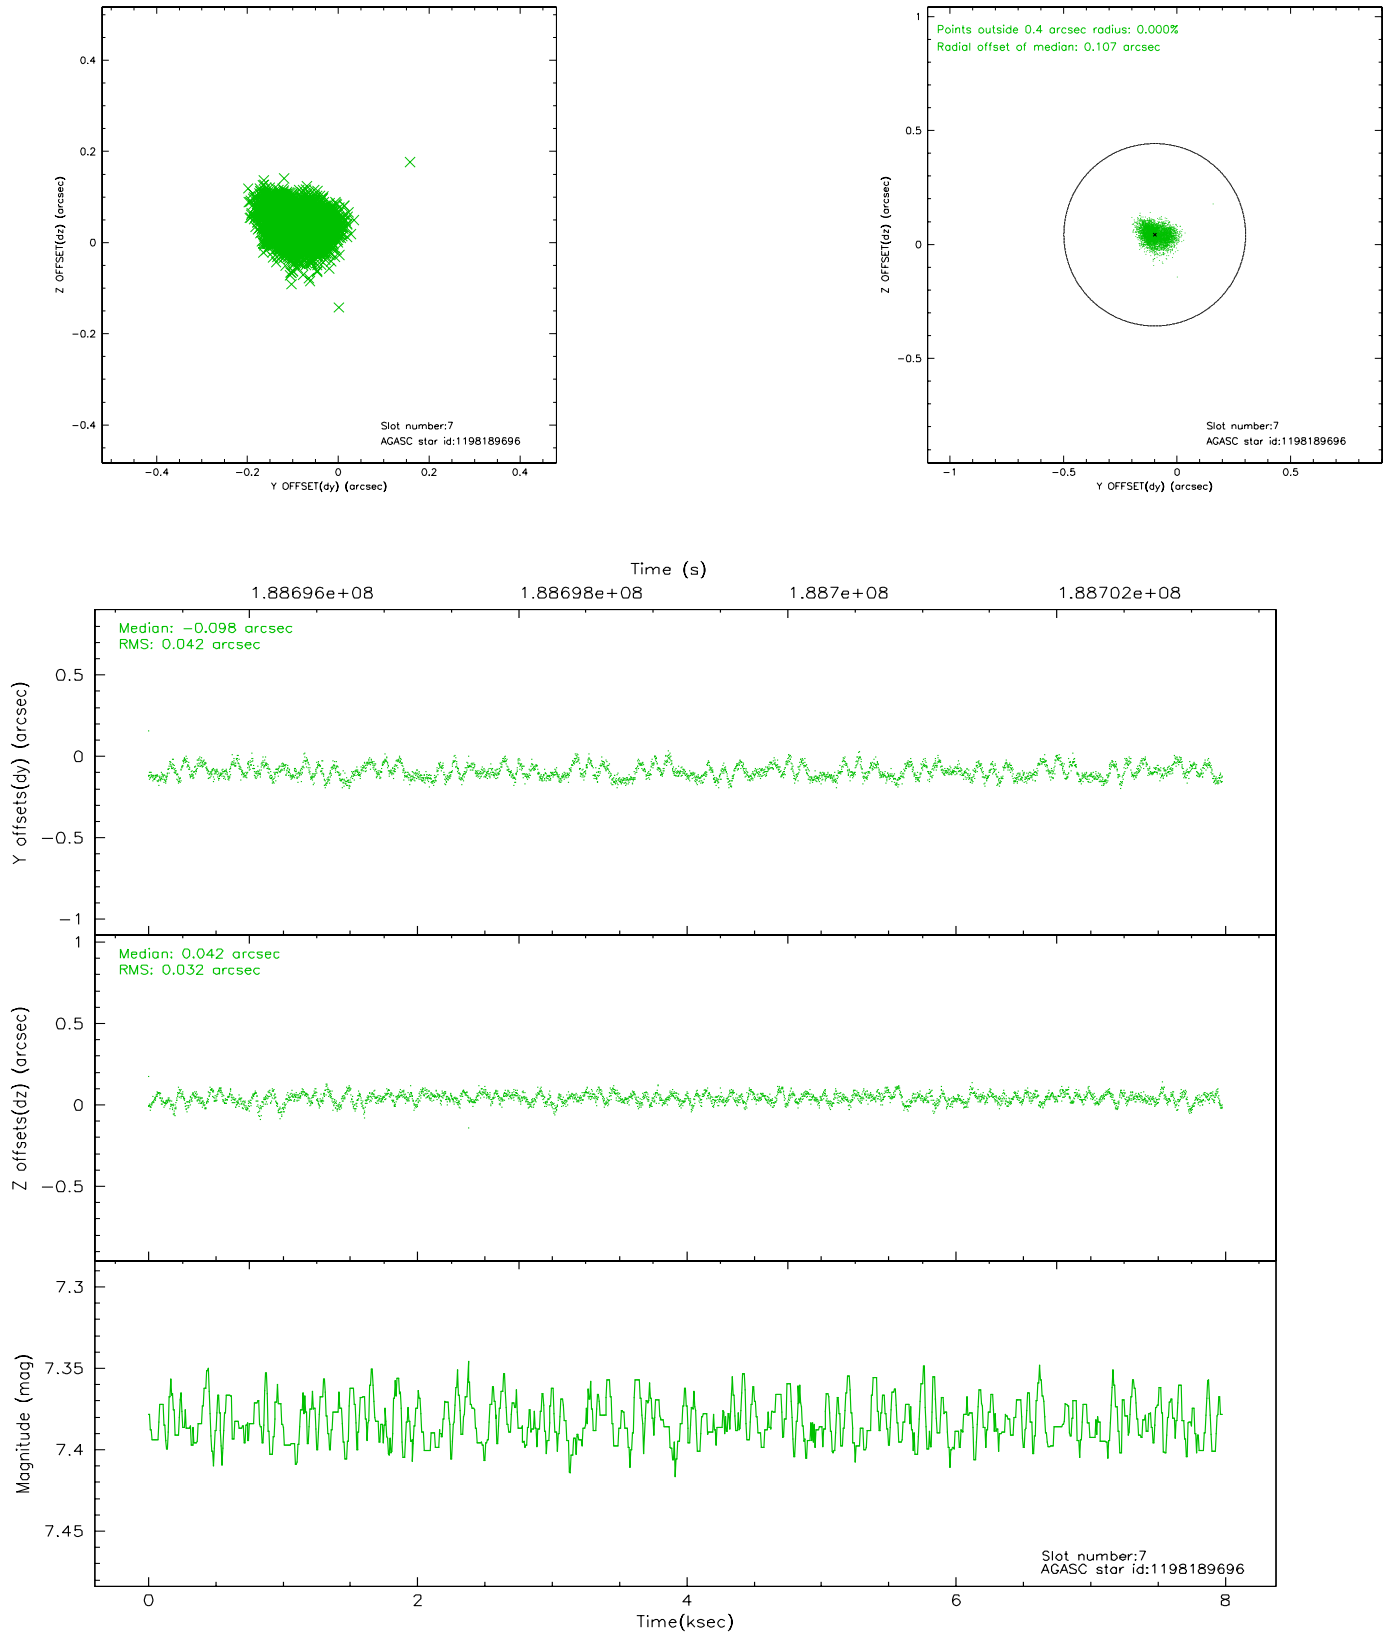 0.4
0.2
0
−0.2
−0.4
Z OFFSET(dz) (arcsec)
Slot number:7
AGASC star id:1198189696
−0.4 −0.2 0 0.2 0.4
Y OFFSET(dy) (arcsec)
Points outside 0.4 arcsec radius: 0.000%
Radial offset of median: 0.107 arcsec
1
0.5
0
−0.5
Z OFFSET(dz) (arcsec)
Slot number:7
AGASC star id:1198189696
−1 −0.5 0 0.5
Y OFFSET(dy) (arcsec)
Time (s)
1.88696e+08 1.88698e+08 1.887e+08 1.88702e+08
Median: −0.098 arcsec
RMS: 0.042 arcsec
0.5
0
−0.5
−1
Y offsets(dy) (arcsec)
Median: 0.042 arcsec
RMS: 0.032 arcsec
1
0.5
0
−0.5
Z offsets(dz) (arcsec)
7.3
7.35
7.4
7.45
Magnitude (mag)
Slot number:7
AGASC star id:1198189696
0 2 4 6 8
Time(ksec)